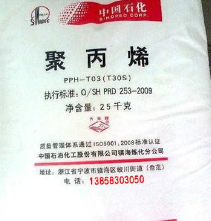 中国石化
SINOPEC CORP.
聚丙烯
PPH-T03(T30S)
执行标准: Q/SH PRD 253-2009
净含量: 25千克
质量管理体系通过ISO9001:2008标准认证
中国石油化工股份有限公司镇海炼化分公司
地址: 浙江省宁波市镇海区蛟川街道
电话: 13858303050